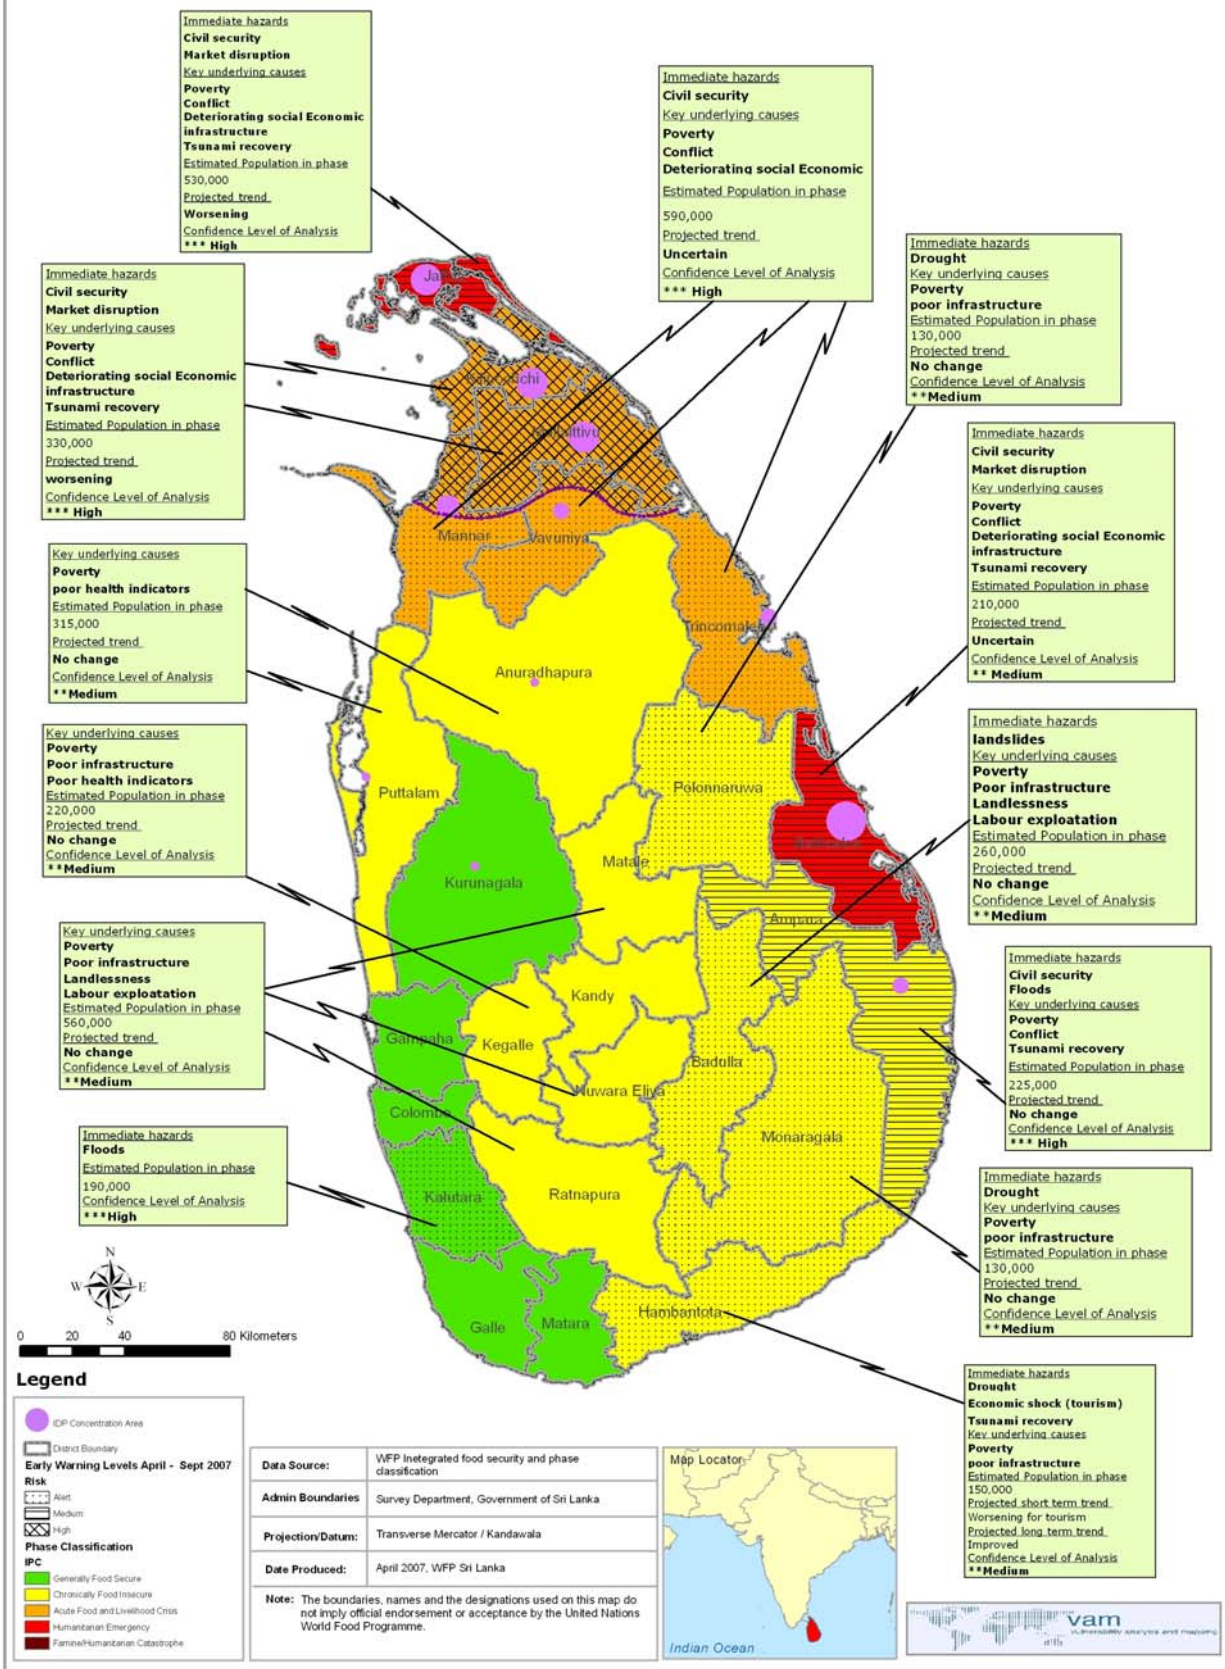 Immediate hazards
Civil security
Market disruption
Key underlying causes
Poverty
Conflict
Deteriorating social Economic
infrastructure
Tsunami recovery
Estimated Population in phase
530,000
Projected trend
Worsening
Confidence Level of Analysis
*** High
Immediate hazards
Civil security
Key underlying causes
Poverty
Conflict
Deteriorating social Economic
Estimated Population in phase
590,000
Projected trend
Uncertain
Confidence Level of Analysis
*** High
Immediate hazards
Drought
Key underlying causes
Poverty
poor infrastructure
Estimated Population in phase
130,000
Projected trend
No change
Confidence Level of Analysis
**Medium
Immediate hazards
Civil security
Market disruption
Key underlying causes
Poverty
Conflict
Deteriorating social Economic
infrastructure
Tsunami recovery
Estimated Population in phase
330,000
Projected trend
worsening
Confidence Level of Analysis
*** High
Immediate hazards
Civil security
Market disruption
Key underlying causes
Poverty
Conflict
Deteriorating social Economic
infrastructure
Tsunami recovery
Estimated Population in phase
210,000
Projected trend
Uncertain
Confidence Level of Analysis
** Medium
Key underlying causes
Poverty
poor health indicators
Estimated Population in phase
315,000
Projected trend
No change
Confidence Level of Analysis
**Medium
Immediate hazards
landslides
Key underlying causes
Poverty
Poor infrastructure
Landlessness
Labour exploatation
Estimated Population in phase
260,000
Projected trend
No change
Confidence Level of Analysis
**Medium
Key underlying causes
Poverty
Poor infrastructure
Poor health indicators
Estimated Population in phase
220,000
Projected trend
No change
Confidence Level of Analysis
**Medium
Key underlying causes
Poverty
Poor infrastructure
Landlessness
Labour exploatation
Estimated Population in phase
560,000
Projected trend
No change
Confidence Level of Analysis
**Medium
Immediate hazards
Civil security
Floods
Key underlying causes
Poverty
Conflict
Tsunami recovery
Estimated Population in phase
225,000
Projected trend
No change
Confidence Level of Analysis
*** High
Immediate hazards
Floods
Estimated Population in phase
190,000
Confidence Level of Analysis
***High
Immediate hazards
Drought
Key underlying causes
Poverty
poor infrastructure
Estimated Population in phase
130,000
Projected trend
No change
Confidence Level of Analysis
**Medium
Immediate hazards
Drought
Economic shock (tourism)
Tsunami recovery
Key underlying causes
Poverty
poor infrastructure
Estimated Population in phase
150,000
Projected short term trend
Worsening for tourism
Projected long term trend
Improved
Confidence Level of Analysis
**Medium
Mannar
Vavuniya
Trincomalee
Anuradhapura
Polonnaruwa
Puttalam
Matale
Kurunagala
Ampara
Kandy
Gampaha
Kegalle
Badulla
Nuwara Eliya
Colombo
Monaragala
Kalutara
Ratnapura
Hambantota
Galle
Matara
N
W
E
S
0
20
40
80 Kilometers
Legend
IDP Concentration Area
District Boundary
Early Warning Levels April - Sept 2007
Risk
Alert
Medium
High
Phase Classification
IPC
Generally Food Secure
Chronically Food Insecure
Acute Food and Livelihood Crisis
Humanitarian Emergency
Famine/Humanitarian Catastrophe
Data Source: WFP Inetegrated food security and phase
classification
Admin Boundaries Survey Department, Government of Sri Lanka
Projection/Datum: Transverse Mercator / Kandawala
Date Produced: April 2007, WFP Sri Lanka
Note: The boundaries, names and the designations used on this map do
not imply official endorsement or acceptance by the United Nations
World Food Programme.
Map Locator
Indian Ocean
vam
vulnerability analysis and mapping